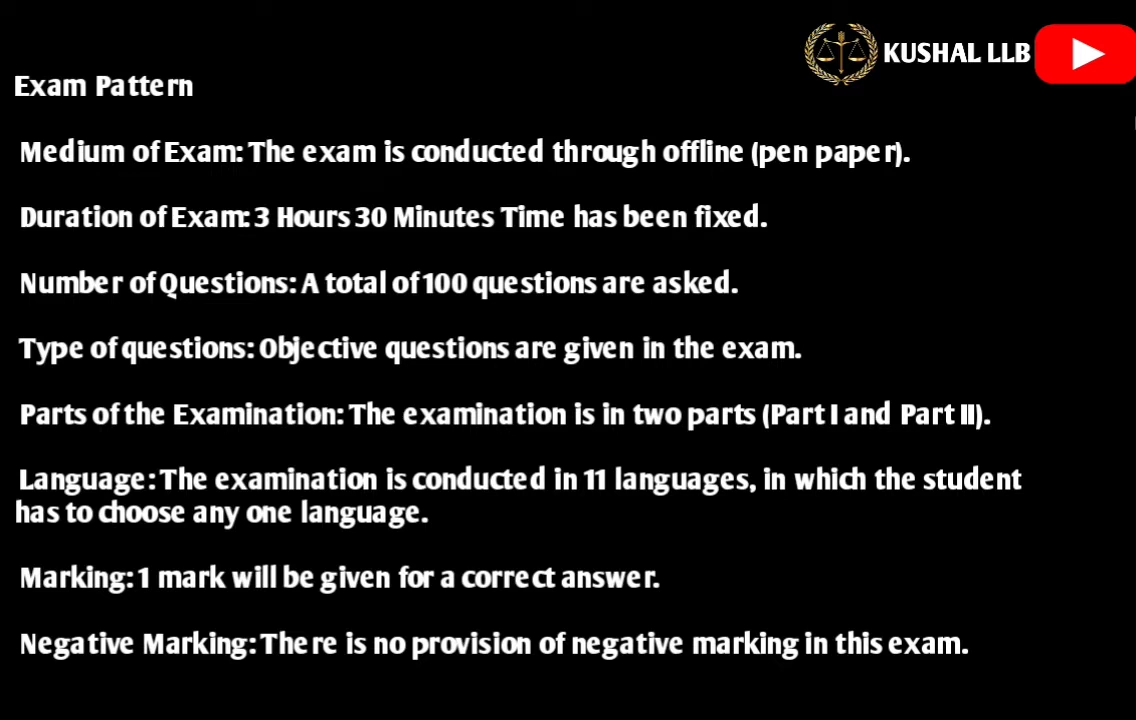 KUSHAL LLB
Exam Pattern
Medium of Exam: The exam is conducted through offline (pen paper).
Duration of Exam: 3 Hours 30 Minutes Time has been fixed.
Number of Questions: A total of 100 questions are asked.
Type of questions: Objective questions are given in the exam.
Parts of the Examination: The examination is in two parts (Part I and Part II).
Language: The examination is conducted in 11 languages, in which the student
has to choose any one language.
Marking: 1 mark will be given for a correct answer.
Negative Marking: There is no provision of negative marking in this exam.